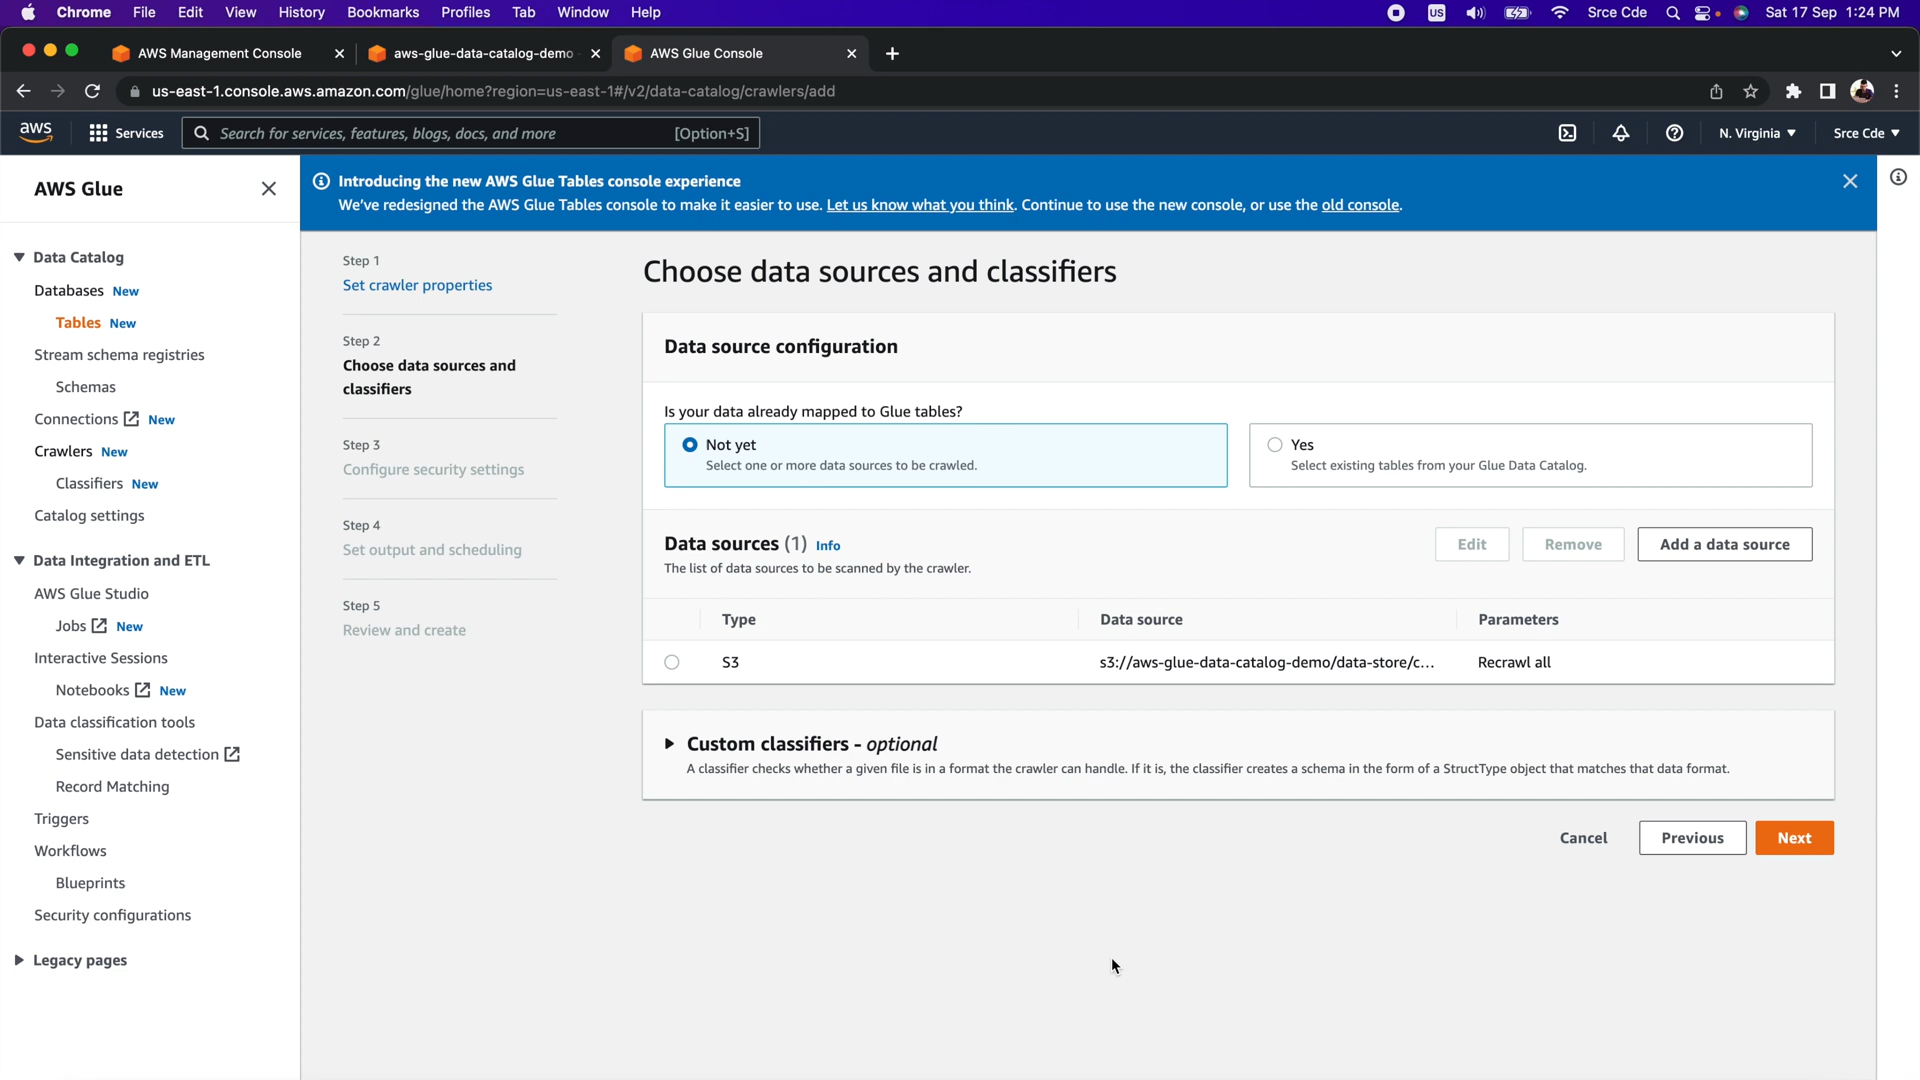 Chrome File Edit View History Bookmarks Profiles Tab Window Help US Srce Cde Sat 17 Sep 1:24 PM
AWS Management Console aws-glue-data-catalog-demo AWS Glue Console
us-east-1.console.aws.amazon.com/glue/home?region=us-east-1#/v2/data-catalog/crawlers/add
aws Services Search for services, features, blogs, docs, and more [Option+S] N. Virginia Srce Cde
AWS Glue
Data Catalog
Databases New
Tables New
Stream schema registries
Schemas
Connections New
Crawlers New
Classifiers New
Catalog settings
Data Integration and ETL
AWS Glue Studio
Jobs New
Interactive Sessions
Notebooks New
Data classification tools
Sensitive data detection
Record Matching
Triggers
Workflows
Blueprints
Security configurations
Legacy pages
Introducing the new AWS Glue Tables console experience
We've redesigned the AWS Glue Tables console to make it easier to use. Let us know what you think. Continue to use the new console, or use the old console.
Step 1
Set crawler properties
Step 2
Choose data sources and
classifiers
Step 3
Configure security settings
Step 4
Set output and scheduling
Step 5
Review and create
Choose data sources and classifiers
Data source configuration
Is your data already mapped to Glue tables?
Not yet
Select one or more data sources to be crawled.
Yes
Select existing tables from your Glue Data Catalog.
Data sources (1) Info
The list of data sources to be scanned by the crawler.
Edit Remove Add a data source
Type Data source Parameters
S3 s3://aws-glue-data-catalog-demo/data-store/c... Recrawl all
Custom classifiers - optional
A classifier checks whether a given file is in a format the crawler can handle. If it is, the classifier creates a schema in the form of a StructType object that matches that data format.
Cancel Previous Next